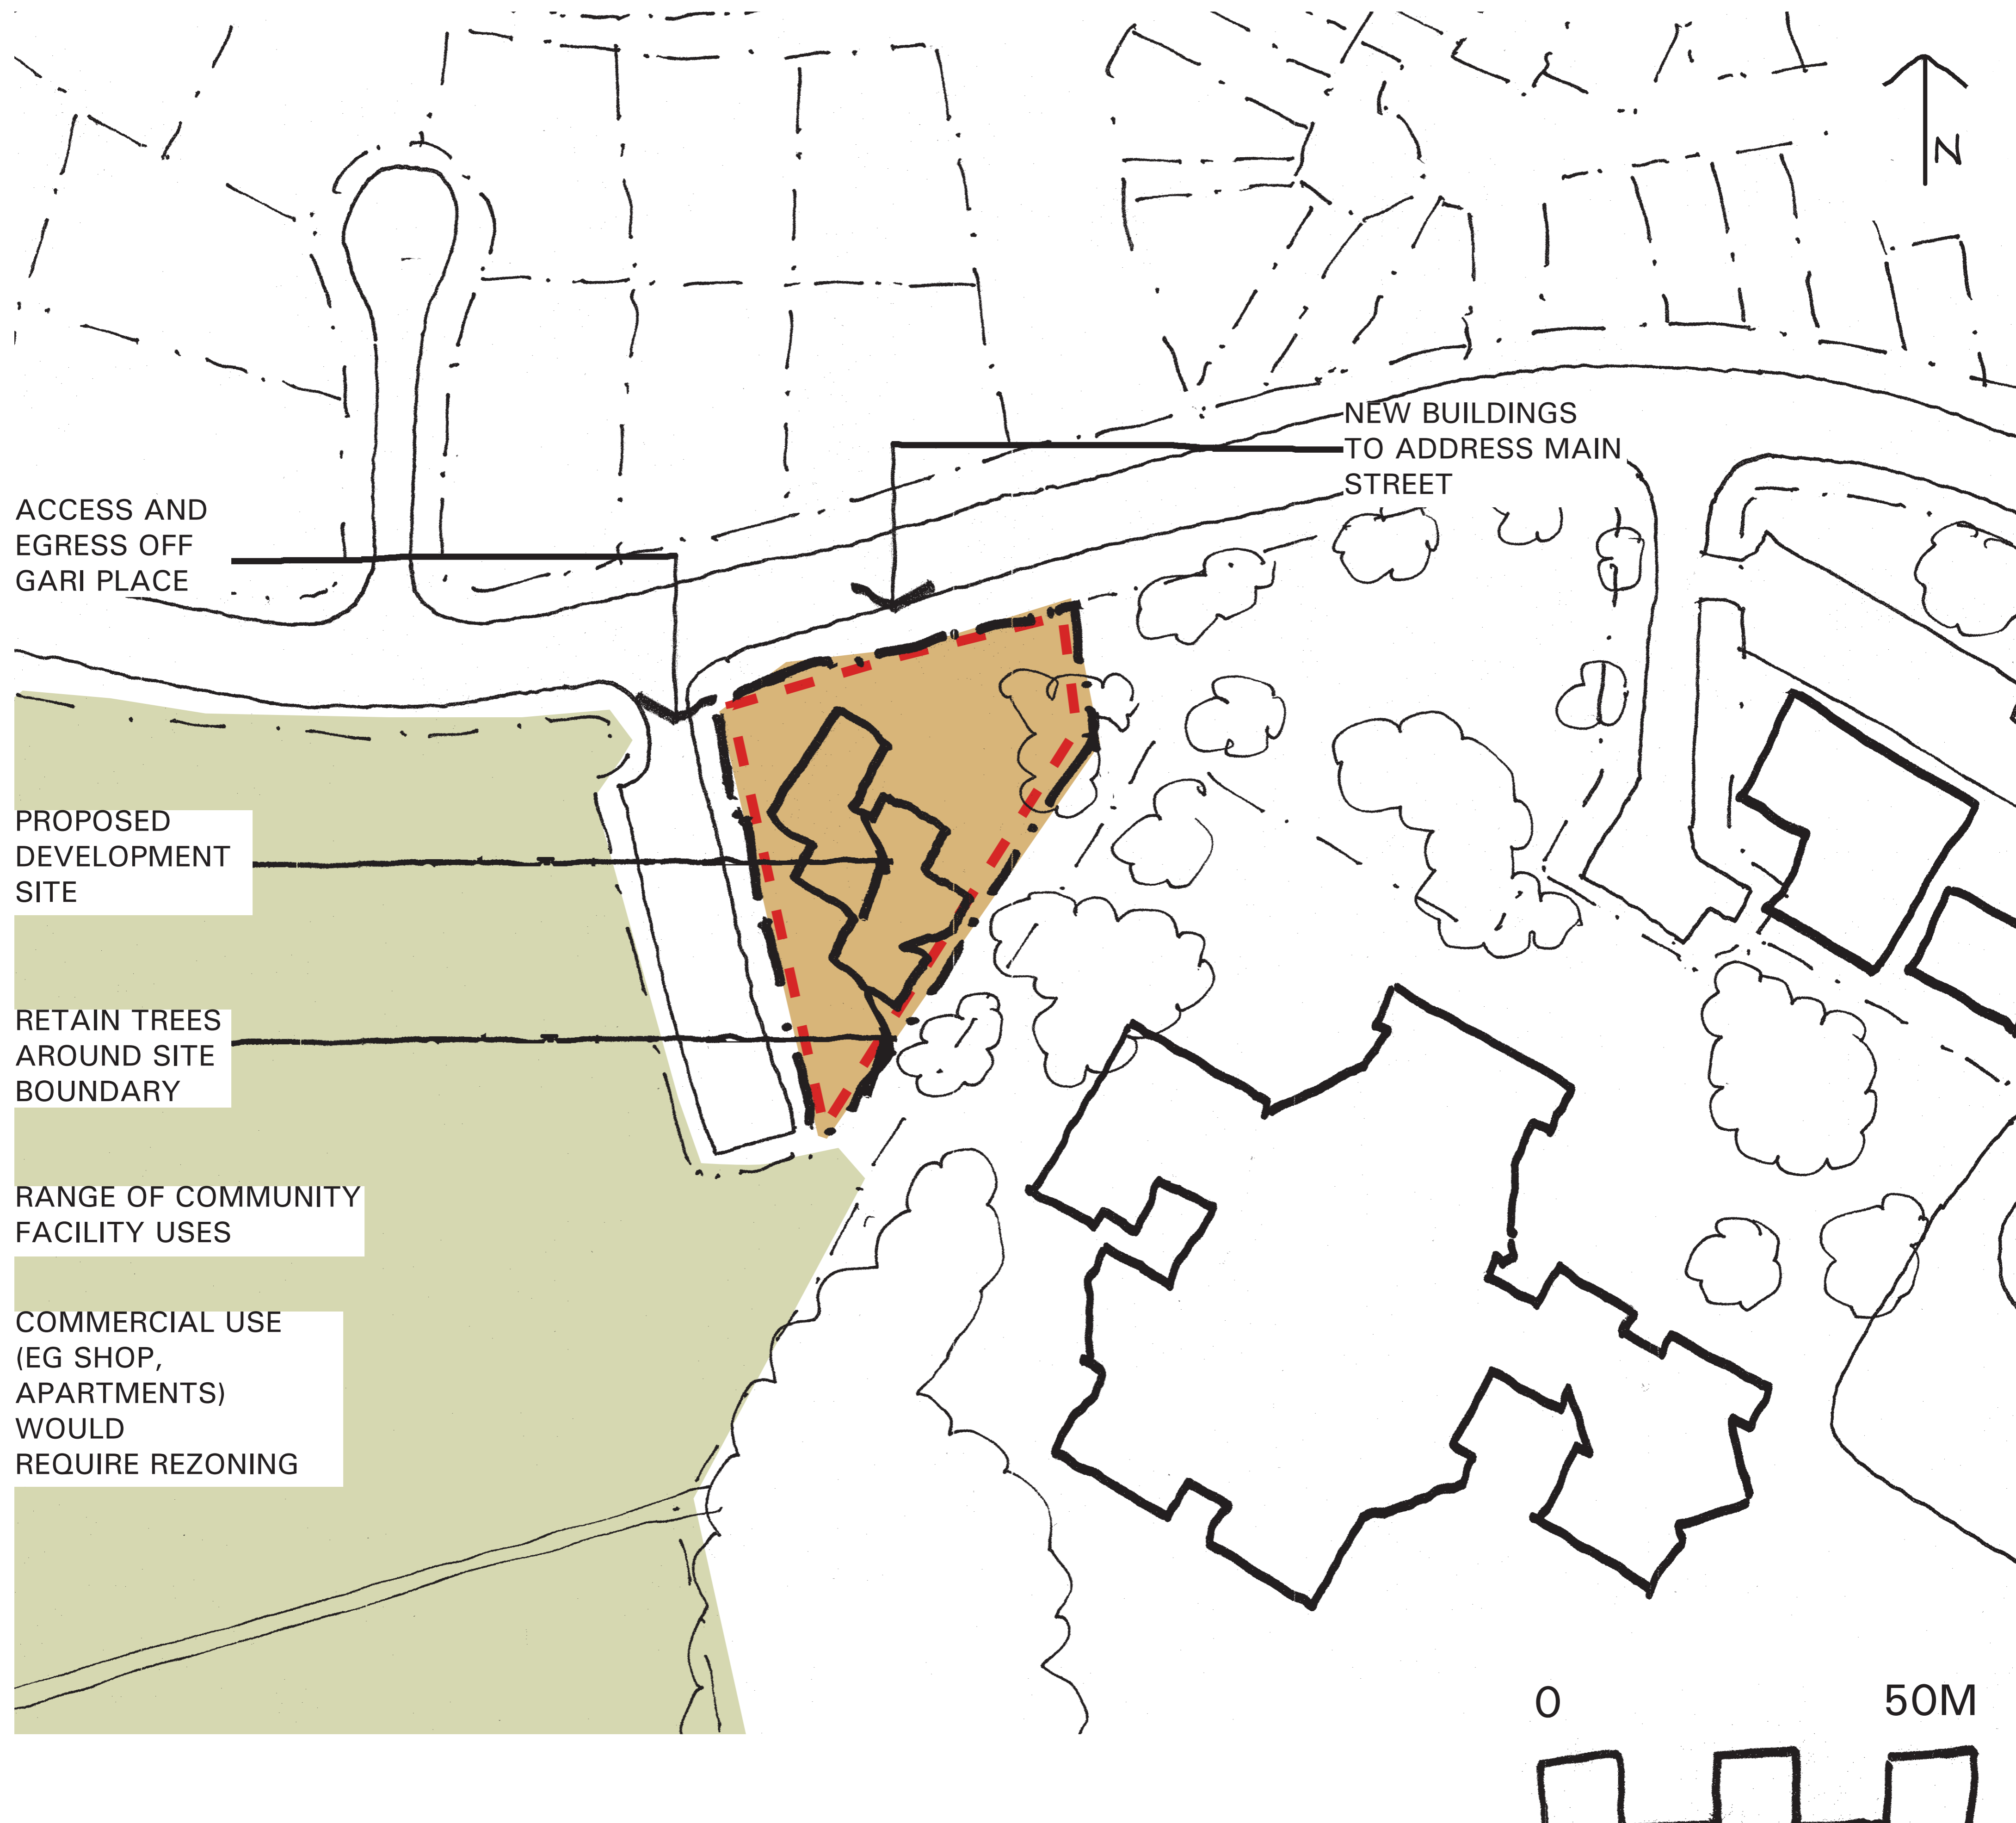 N
NEW BUILDINGS
TO ADDRESS MAIN
STREET
ACCESS AND
EGRESS OFF
GARI PLACE
PROPOSED
DEVELOPMENT
SITE
RETAIN TREES
AROUND SITE
BOUNDARY
RANGE OF COMMUNITY
FACILITY USES
COMMERCIAL USE
(EG SHOP,
APARTMENTS)
WOULD
REQUIRE REZONING
0 50M